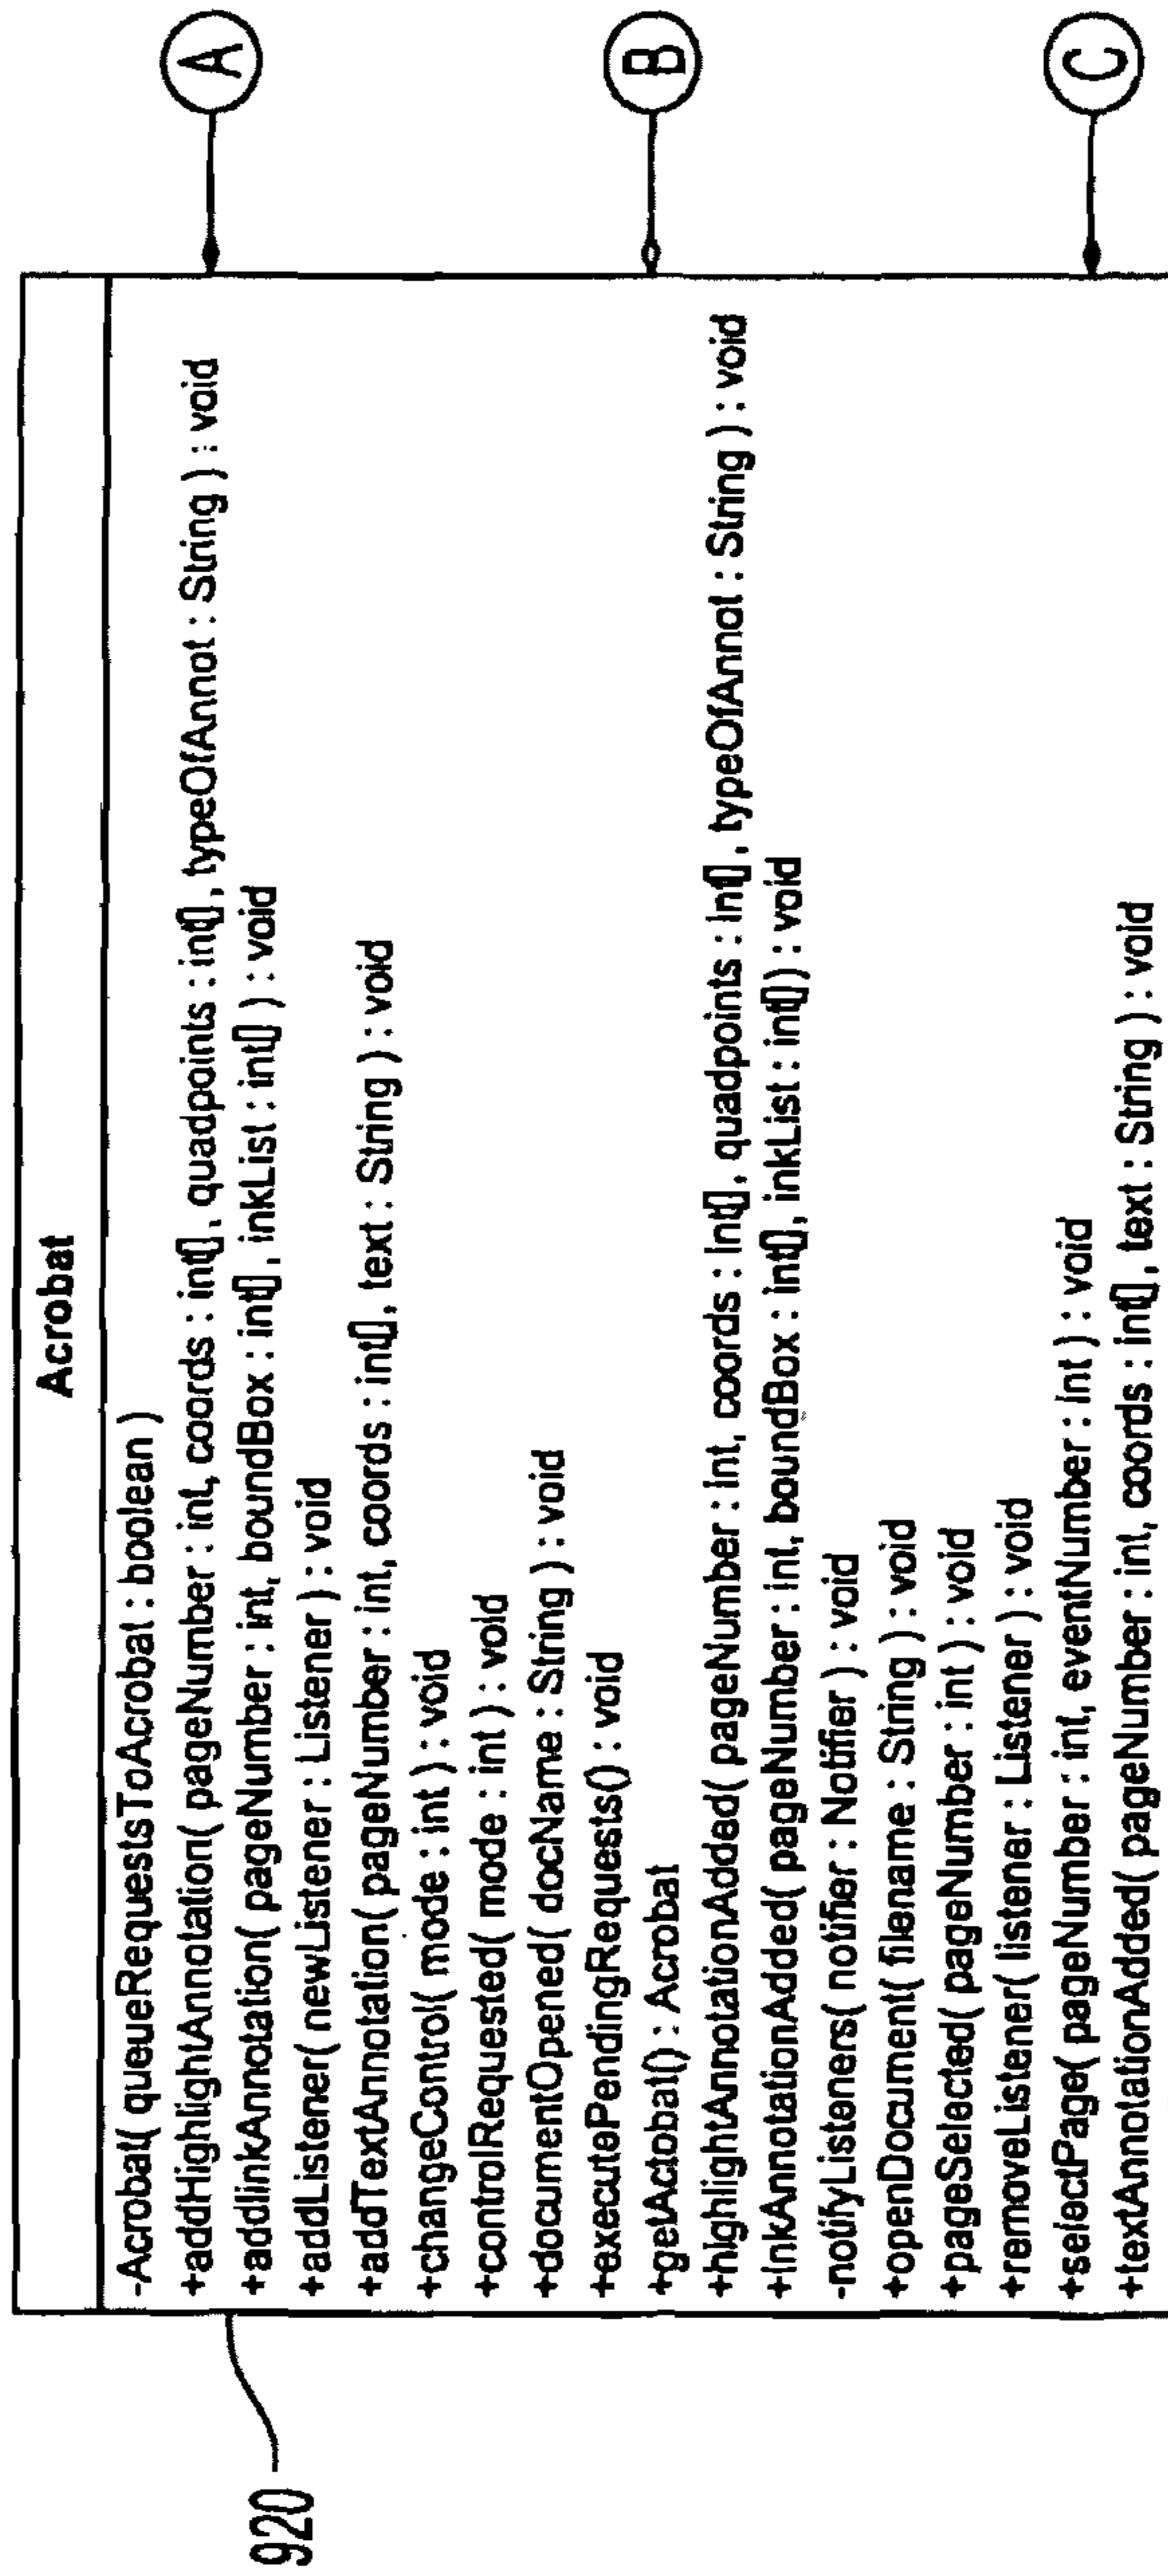 Acrobat
-Acrobat( queueRequestsToAcrobat : boolean )
+addHighlightAnnotation( pageNumber : int, coords : int[], quadpoints : int[], typeOfAnnot : String ) : void
+addInkAnnotation( pageNumber : int, boundBox : int[], inkList : int[] ) : void
+addListener( newListener : Listener ) : void
+addTextAnnotation( pageNumber : int, coords : int[], text : String ) : void
+changeControl( mode : int ) : void
+controlRequested( mode : int ) : void
+documentOpened( docName : String ) : void
+executePendingRequests() : void
+getActobat() : Acrobat
+highlightAnnotationAdded( pageNumber : int, coords : int[], quadpoints : int[], typeOfAnnot : String ) : void
+inkAnnotationAdded( pageNumber : int, boundBox : int[], inkList : int[]) : void
-notifyListeners( notifier : Notifier ) : void
+openDocument( filename : String ) : void
+pageSelected( pageNumber : int ) : void
+removeListener( listener : Listener ) : void
+selectPage( pageNumber : int, eventNumber : int ) : void
+textAnnotationAdded( pageNumber : int, coords : int[], text : String ) : void
920
A
B
C